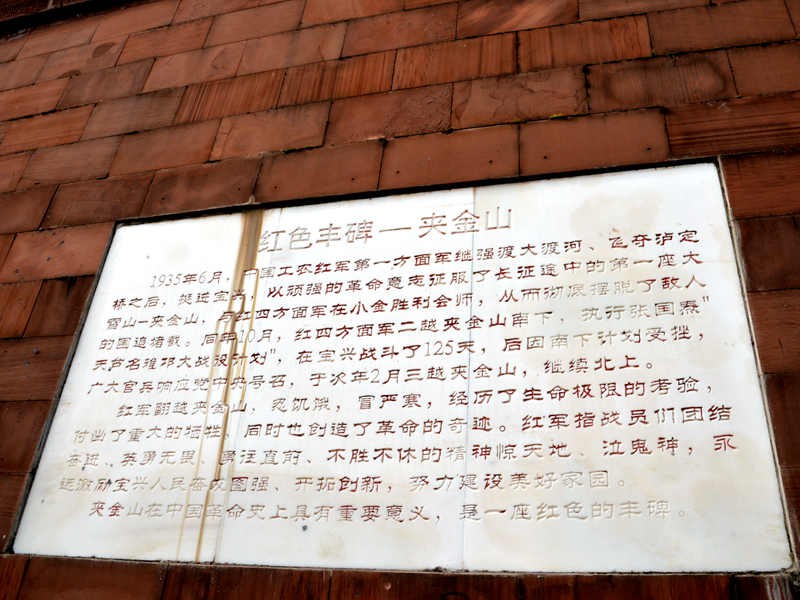 红色丰碑—夹金山
1935年6月,中国工农红军第一方面军继强渡大渡河、飞夺泸定
桥之后,挺进宝兴,以顽强的革命意志征服了长征途中的第一座大
雪山—夹金山,与红四方面军在小金胜利会师,从而彻底摆脱了敌人
的围追堵截。同年10月,红四方面军二越夹金山南下,执行张国焘"
天芦名雅邛大战役计划",在宝兴战斗了125天,后因南下计划受挫,
广大官兵响应党中央号召,于次年2月三越夹金山,继续北上。
红军翻越夹金山,忍饥饿,冒严寒,经历了生命极限的考验,
付出了重大的牺牲、同时也创造了革命的奇迹。红军指战员们团结
奋进、英勇无畏、勇往直前、不胜不休的精神惊天地、泣鬼神,永
远激励宝兴人民奋发图强、开拓创新,努力建设美好家园。
夹金山在中国革命史上具有重要意义,是一座红色的丰碑。